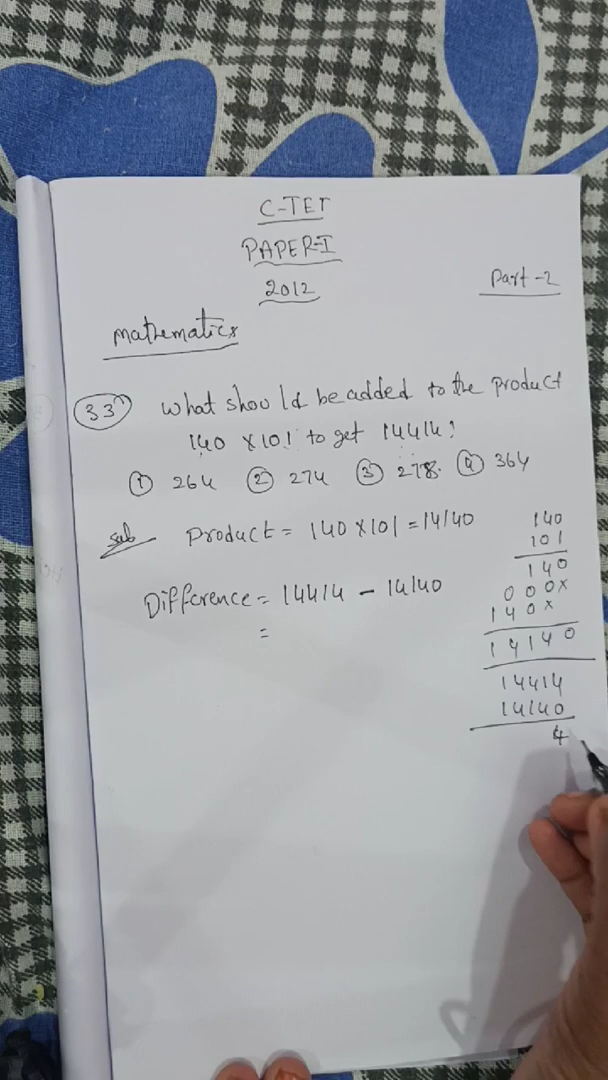 C-TET
PAPER-I
2012
Part-2
Mathematics
33) What should be added to the product
140 x 101 to get 14414?
① 264 ② 274 ③ 278. ④ 364
Product = 140 x 101 = 14140
Difference = 14414 - 14140
=
140
101
140
000x
140x
14140
14414
14140
4